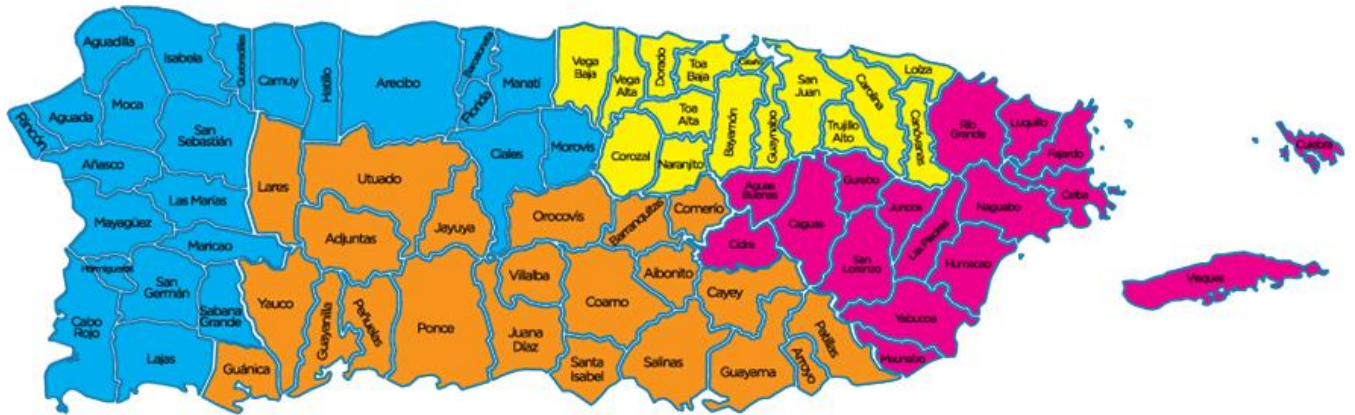 Aguadilla
Isabela
Quebradillas
Camuy
Hatillo
Arecibo
Barceloneta
Manatí
Florida
Moca
Aguada
Rincón
San
Sebastián
Añasco
Las Marías
Mayagüez
Maricao
Hormigueros
San
Germán
Sabana
Grande
Cabo
Rojo
Lajas
Ciales
Morovis
Vega
Baja
Vega
Alta
Dorado
Toa
Baja
Cataño
San
Juan
Carolina
Loíza
Toa
Alta
Bayamón
Guaynabo
Trujillo
Alto
Canóvanas
Corozal
Naranjito
Río
Grande
Luquillo
Fajardo
Ceiba
Naguabo
Culebra
Vieques
Aguas
Buenas
Gurabo
Caguas
Juncos
Las Piedras
Cidra
San
Lorenzo
Humacao
Yabucoa
Maunabo
Lares
Utuado
Adjuntas
Jayuya
Orocovis
Barranquitas
Comerío
Villalba
Aibonito
Coamo
Cayey
Yauco
Guayanilla
Peñuelas
Ponce
Juana
Díaz
Guánica
Santa
Isabel
Salinas
Guayama
Arroyo
Patillas